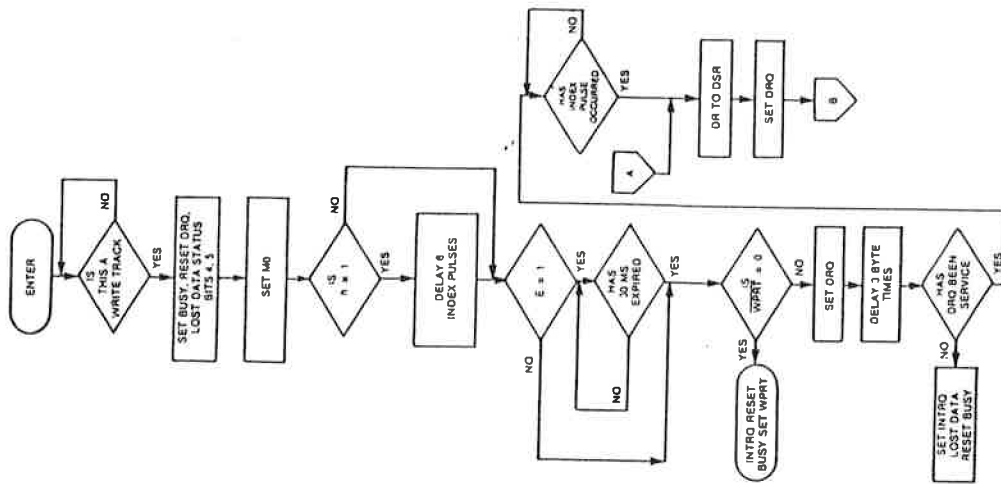 ENTER
IS
THIS A
WRITE TRACK
NO
YES
SET BUSY, RESET DRQ,
LOST DATA STATUS
BITS 4, 5
SET MO
IS
h = 1
NO
YES
DELAY 6
INDEX PULSES
E = 1
NO
YES
HAS
30 MS
EXPIRED
NO
YES
IS
WPRT = 0
YES
NO
INTRQ RESET
BUSY SET WPRT
SET DRQ
DELAY 3 BYTE
TIMES
HAS
DRQ BEEN
SERVICE
NO
YES
SET INTRQ
LOST DATA
RESET BUSY
HAS
INDEX
PULSE
OCCURRED
NO
YES
A
DR TO DSR
SET DRQ
B